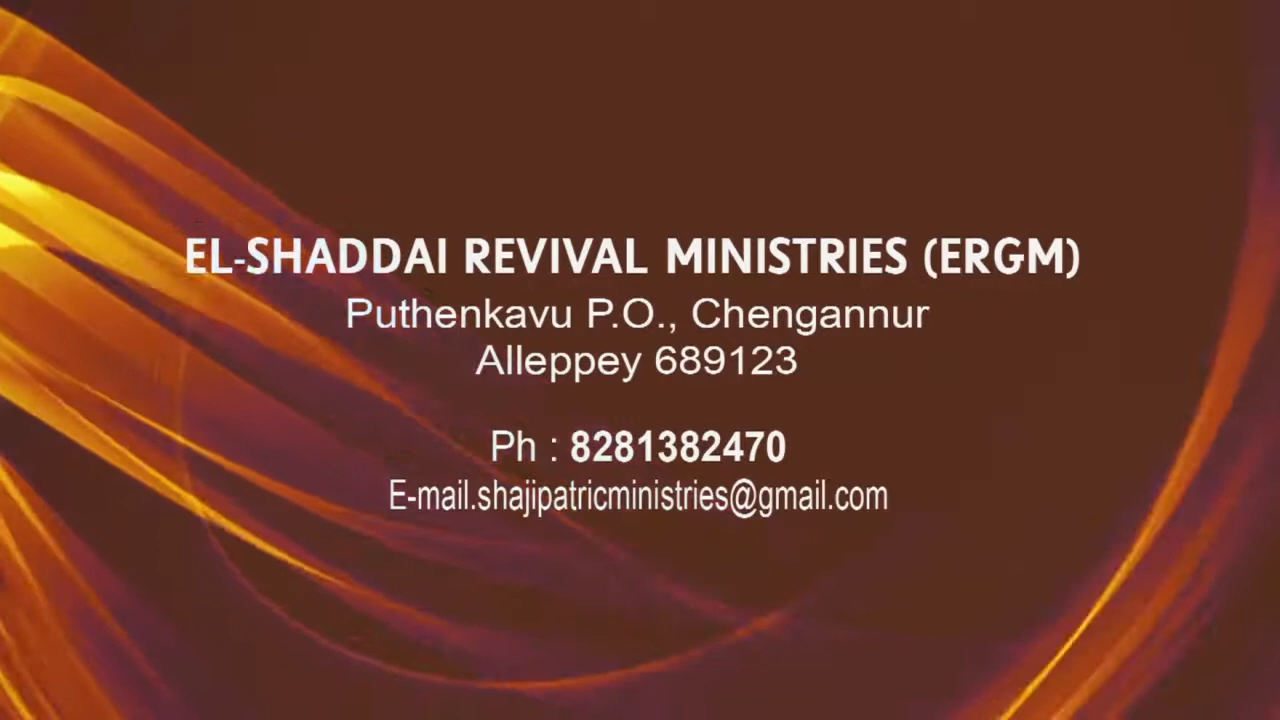 EL-SHADDAI REVIVAL MINISTRIES (ERGM)
Puthenkavu P.O., Chengannur
Alleppey 689123
Ph : 8281382470
E-mail.shajipatricministries@gmail.com